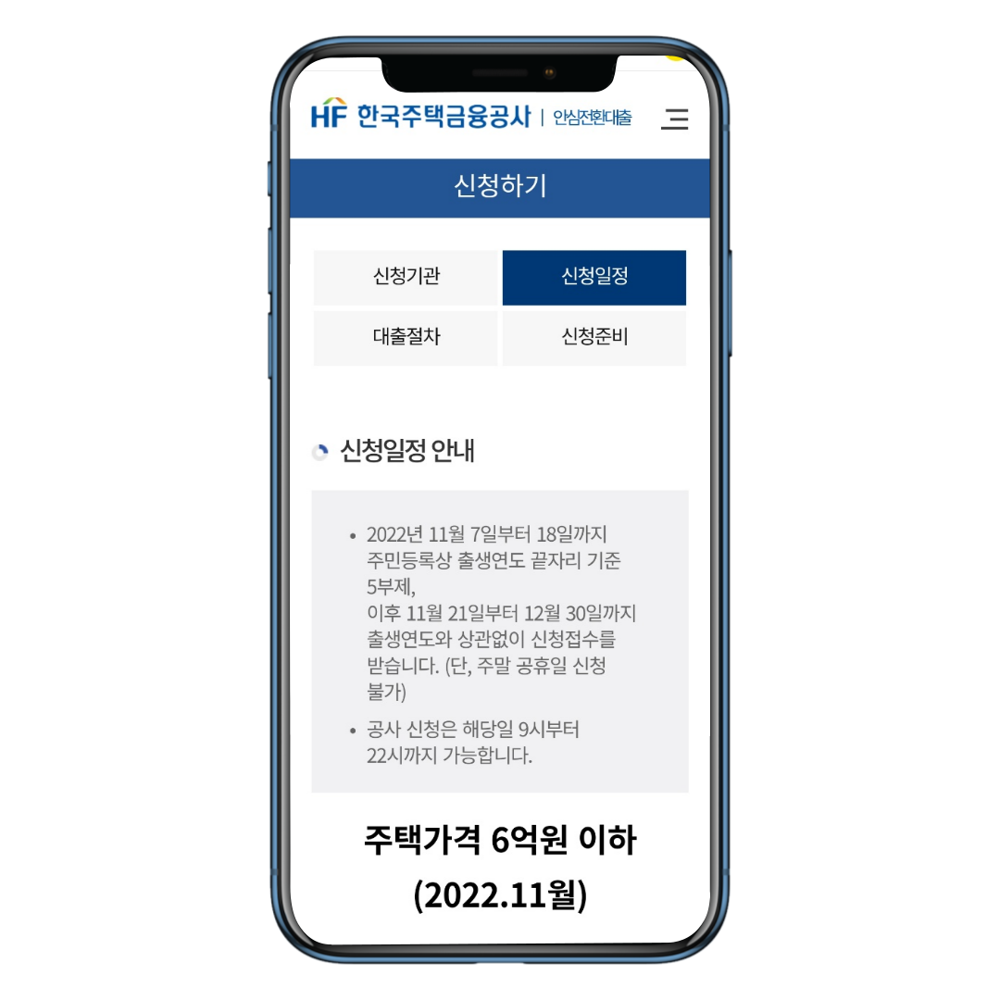 HF 한국주택금융공사 | 안심전환대출
신청하기
신청기관
신청일정
대출절차
신청준비
신청일정 안내
• 2022년 11월 7일부터 18일까지
주민등록상 출생연도 끝자리 기준
5부제,
이후 11월 21일부터 12월 30일까지
출생연도와 상관없이 신청접수를
받습니다. (단, 주말 공휴일 신청
불가)
• 공사 신청은 해당일 9시부터
22시까지 가능합니다.
주택가격 6억원 이하
(2022.11월)